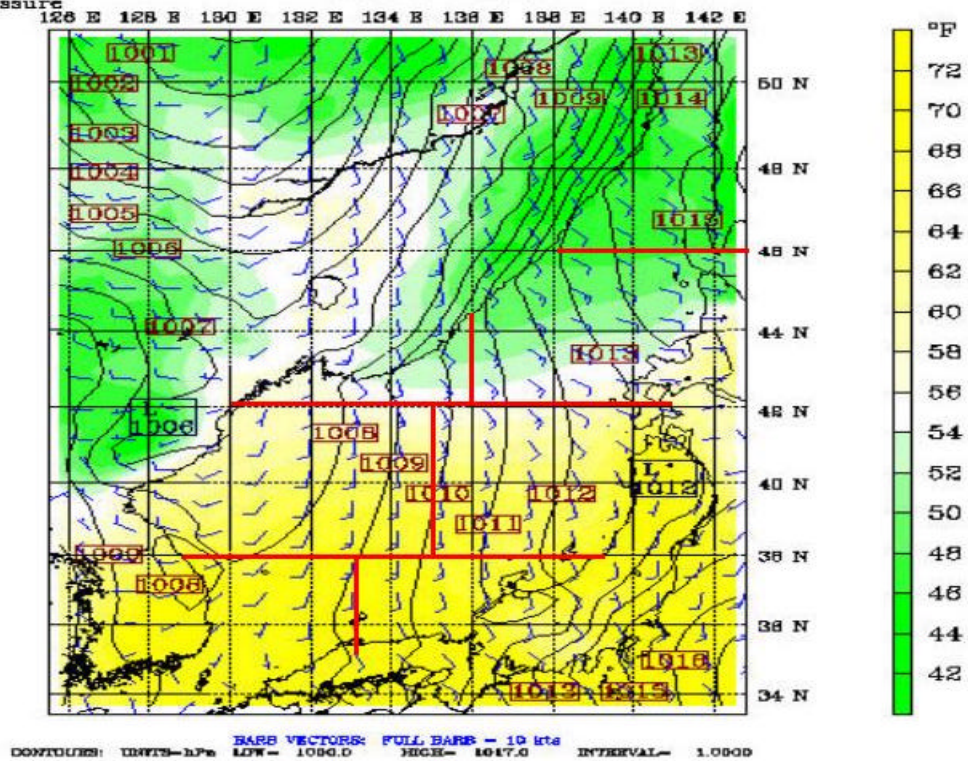 ssure
126 E 128 E 130 E 132 E 134 E 136 E 138 E 140 E 142 E
°F
1001 1008 1013
72
1002 50 N
1009 1014
70
1007
1003
68
1004 48 N
66
1005 1015
64
1006 46 N
62
1007 44 N
60
1013
58
42 N
56
L
1006
1008
54
1009 L
52
1010 1012 1012 40 N
50
1011
1009 38 N
48
1008
46
36 N
44
1016
42
1013 1015 34 N
BARB VECTORS: FULL BARB = 10 kts
CONTOURS: UNITS=hPa LOW= 1000.0 HIGH= 1017.0 INTERVAL= 1.0000